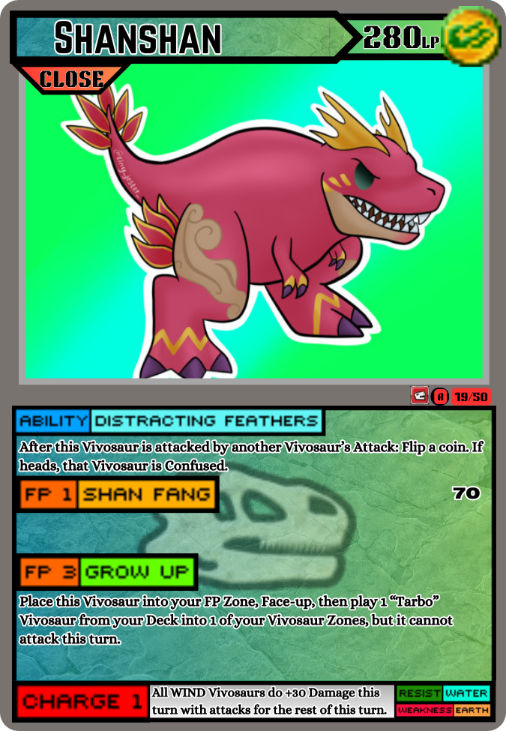 SHANSHAN
280LP
CLOSE
A 19/50
ABILITY DISTRACTING FEATHERS
After this Vivosaur is attacked by another Vivosaur's Attack: Flip a coin. If
heads, that Vivosaur is Confused.
FP 1 SHAN FANG 70
FP 3 GROW UP
Place this Vivosaur into your FP Zone, Face-up, then play 1 “Tarbo”
Vivosaur from your Deck into 1 of your Vivosaur Zones, but it cannot
attack this turn.
CHARGE 1
All WIND Vivosaurs do +30 Damage this
turn with attacks for the rest of this turn.
RESIST WATER
WEAKNESS EARTH